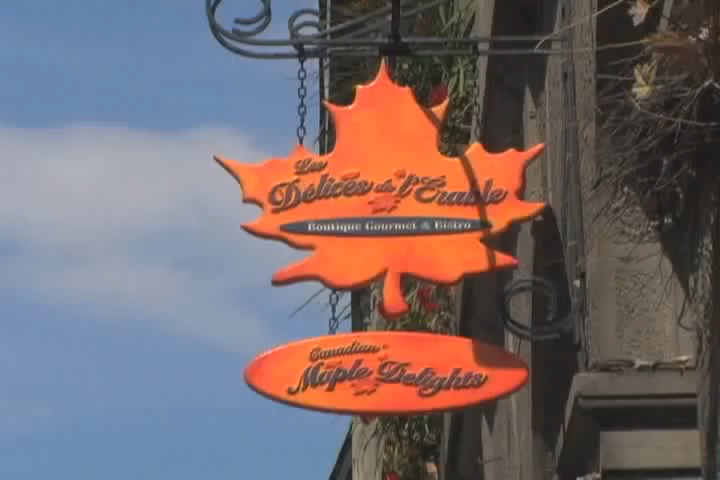 Les
Délices de l'Érable
Boutique Gourmet & Bistro
Canadian
Maple Delights